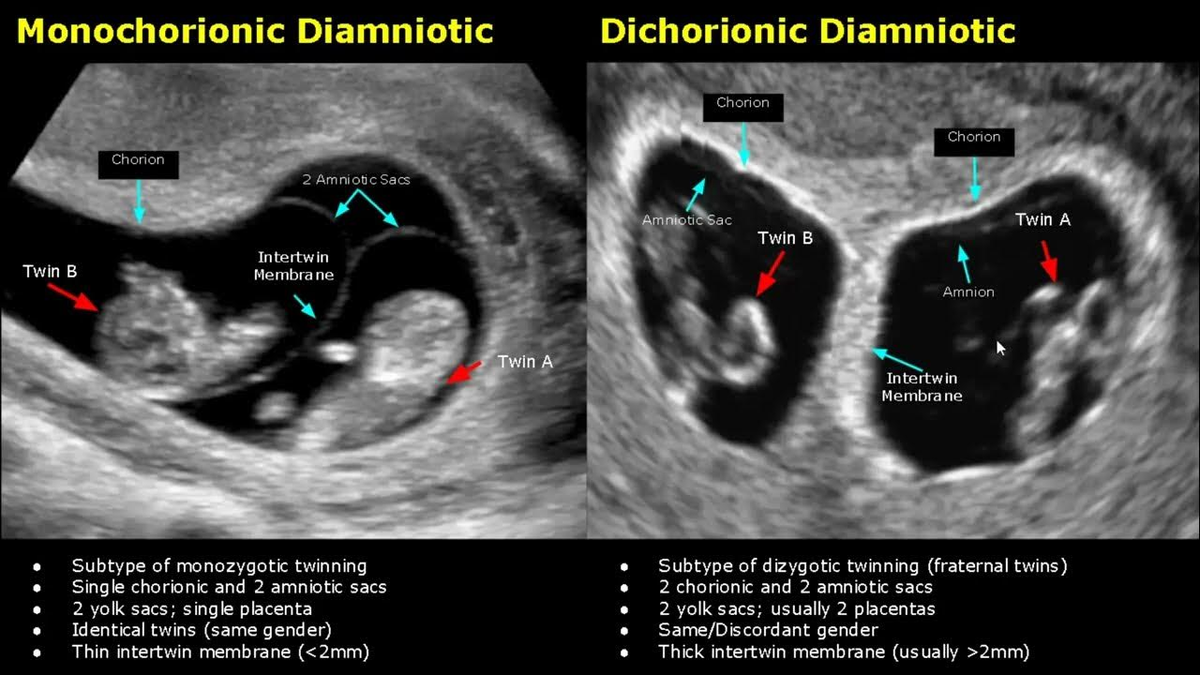 Monochorionic Diamniotic
Chorion
2 Amniotic Sacs
Intertwin
Membrane
Twin B
Twin A
• Subtype of monozygotic twinning
• Single chorionic and 2 amniotic sacs
• 2 yolk sacs; single placenta
• Identical twins (same gender)
• Thin intertwin membrane (<2mm)
Dichorionic Diamniotic
Chorion
Chorion
Amniotic Sac
Twin B
Twin A
Amnion
Intertwin
Membrane
• Subtype of dizygotic twinning (fraternal twins)
• 2 chorionic and 2 amniotic sacs
• 2 yolk sacs; usually 2 placentas
• Same/Discordant gender
• Thick intertwin membrane (usually >2mm)